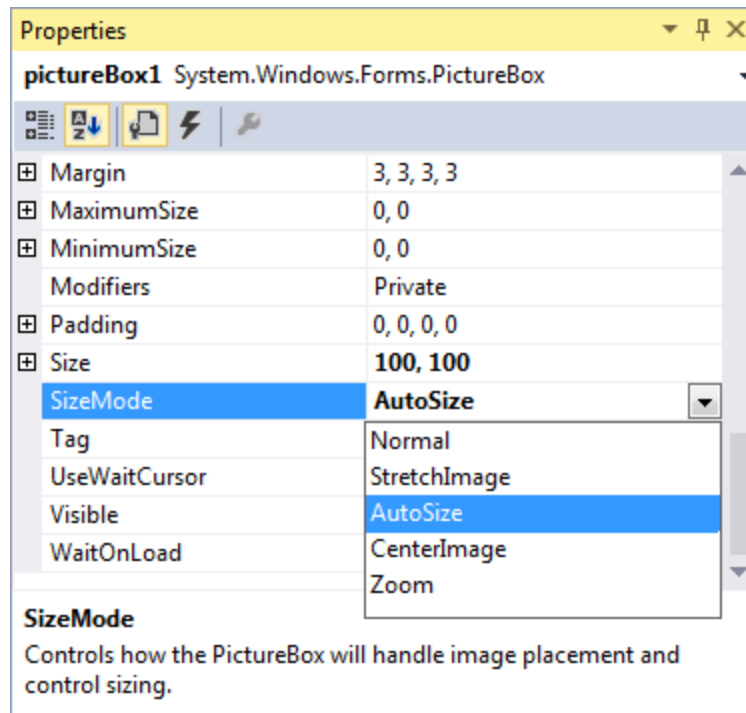 Properties
pictureBox1 System.Windows.Forms.PictureBox
Margin 3, 3, 3, 3
MaximumSize 0, 0
MinimumSize 0, 0
Modifiers Private
Padding 0, 0, 0, 0
Size 100, 100
SizeMode AutoSize
Tag Normal
UseWaitCursor StretchImage
Visible AutoSize
WaitOnLoad CenterImage
Zoom
SizeMode
Controls how the PictureBox will handle image placement and
control sizing.